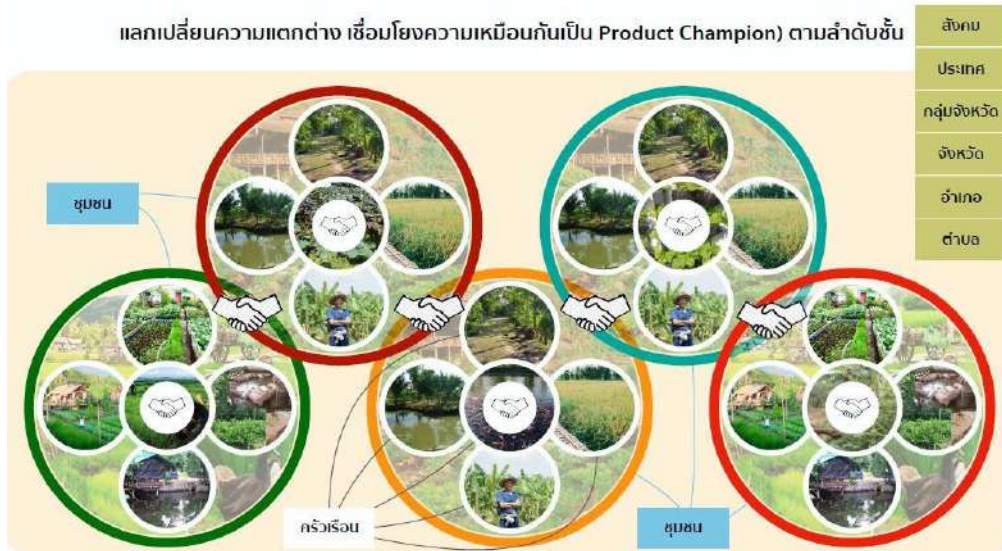 แลกเปลี่ยนความแตกต่าง เชื่อมโยงความเหมือนกันเป็น Product Champion) ตามลำดับชั้น
สังคม
ประเทศ
กลุ่มจังหวัด
จังหวัด
อำเภอ
ตำบล
ชุมชน
ครัวเรือน
ชุมชน